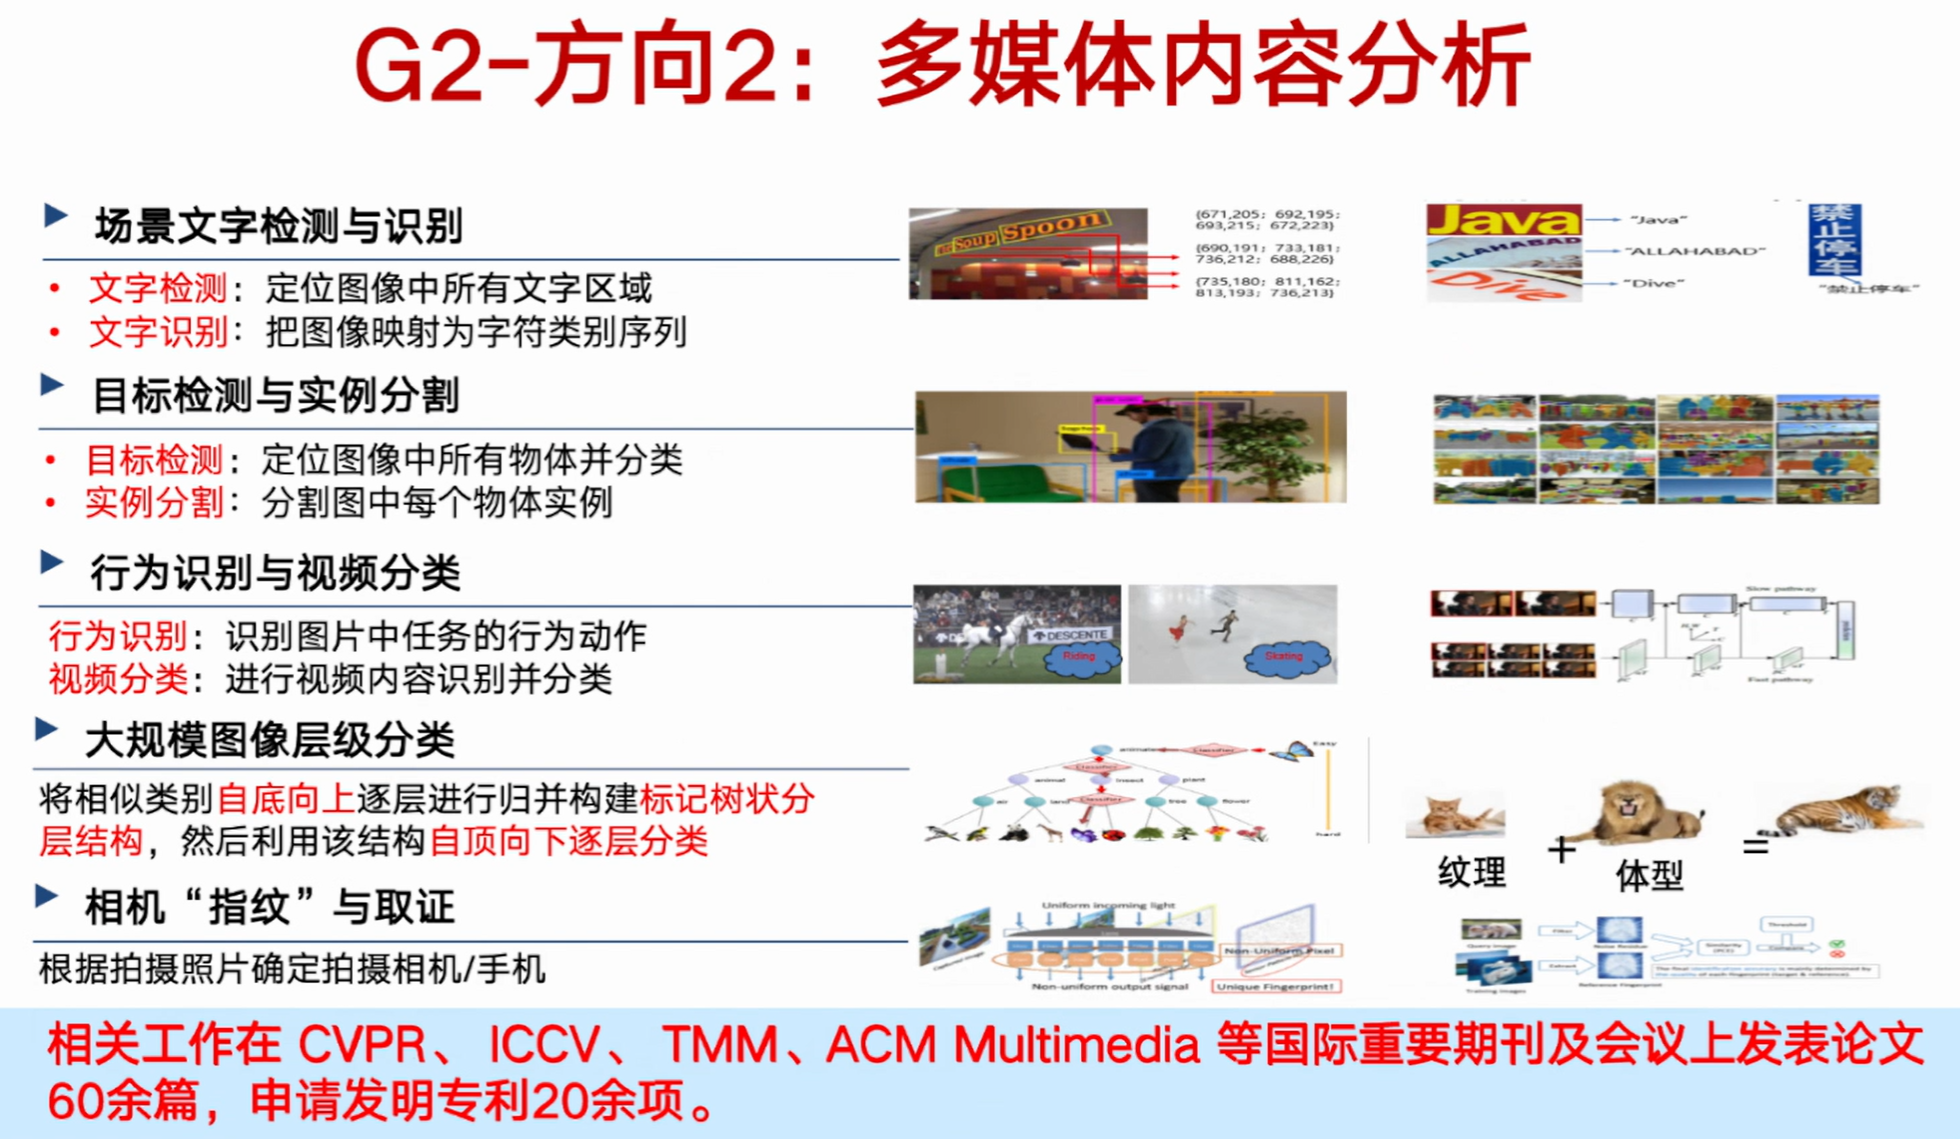 G2-方向2：多媒体内容分析
场景文字检测与识别
• 文字检测：定位图像中所有文字区域
• 文字识别：把图像映射为字符类别序列
Soup Spoon
(671,205; 692,195;
693,215; 672,223)
(690,191; 733,181;
736,212; 688,226)
(735,180; 811,162;
813,193; 736,213)
Java
"Java"
ALLAHABAD
"ALLAHABAD"
Dive
"Dive"
禁止停车
"禁止停车"
目标检测与实例分割
• 目标检测：定位图像中所有物体并分类
• 实例分割：分割图中每个物体实例
行为识别与视频分类
行为识别：识别图片中任务的行为动作
视频分类：进行视频内容识别并分类
DESCENTE
Riding
Skating
Slow pathway
Fast pathway
大规模图像层级分类
将相似类别自底向上逐层进行归并构建标记树状分
层结构，然后利用该结构自顶向下逐层分类
Classifier
Easy
Classifier
animal
insect
plant
air
land
Classifier
tree
flower
hard
纹理
+
体型
=
相机“指纹”与取证
根据拍摄照片确定拍摄相机/手机
Uniform incoming light
Captured image
Non-Uniform Pixel
Non-uniform output signal
Unique Fingerprint!
Query image
Filter
Noise Residue
Threshold
Similarity
(PCE)
Compare
Training images
Extract
Reference Fingerprint
The final identification accuracy is mainly determined by
the quality of each fingerprint (target & reference).
相关工作在 CVPR、ICCV、TMM、ACM Multimedia 等国际重要期刊及会议上发表论文
60余篇，申请发明专利20余项。